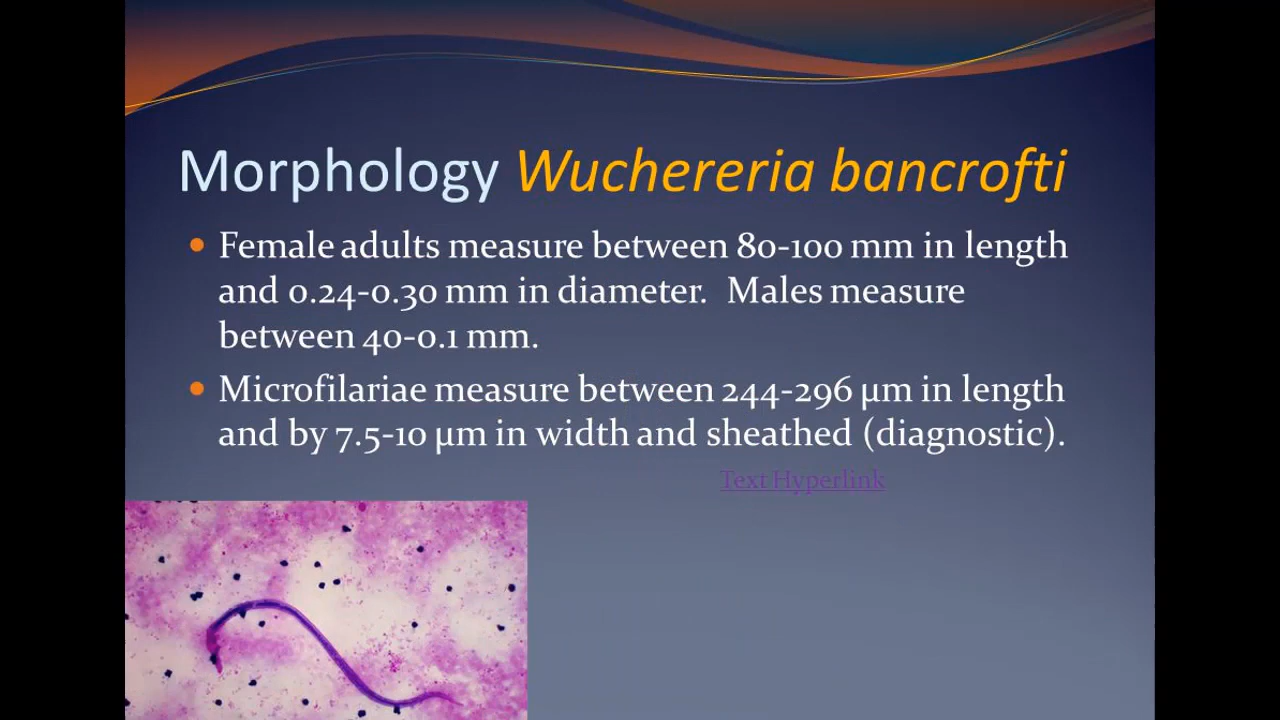 Morphology Wuchereria bancrofti
Female adults measure between 80-100 mm in length
and 0.24-0.30 mm in diameter. Males measure
between 40-0.1 mm.
Microfilariae measure between 244-296 μm in length
and by 7.5-10 μm in width and sheathed (diagnostic).
Text Hyperlink